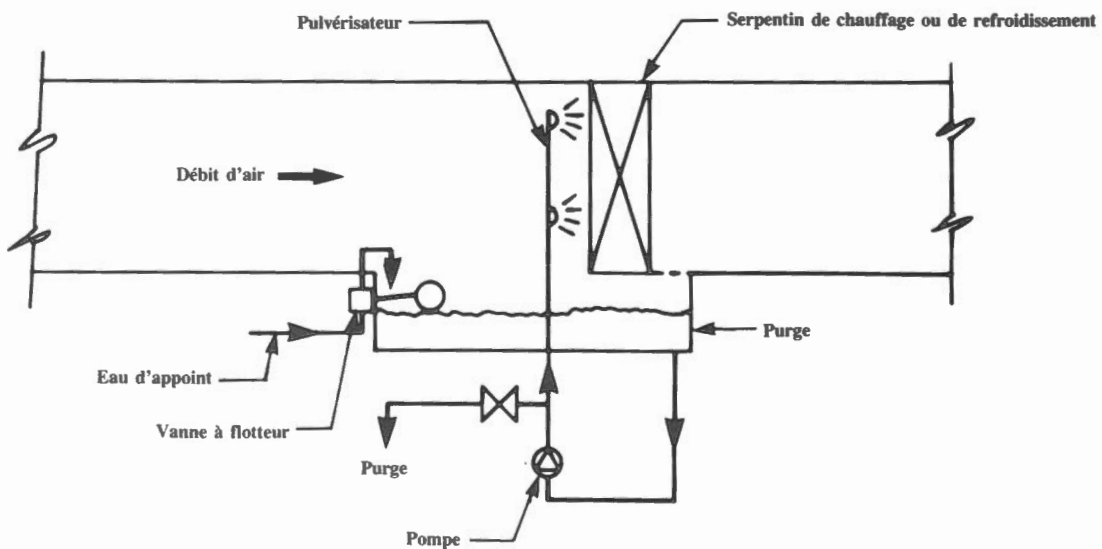 Pulvérisateur
Serpentin de chauffage ou de refroidissement
Débit d'air
Purge
Eau d'appoint
Vanne à flotteur
Purge
Pompe